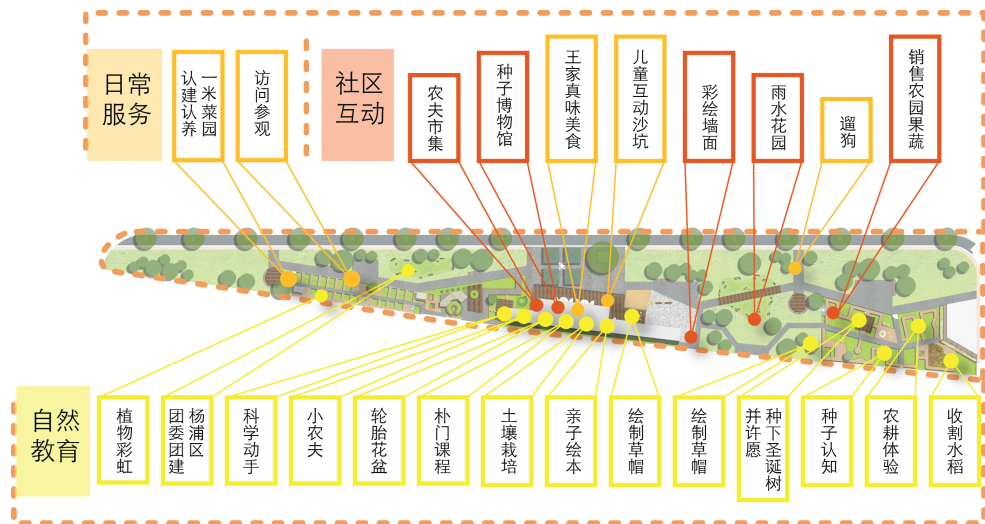 日常
服务
一米菜园
认建认养
访问参观
社区
互动
农夫市集
种子博物馆
王家真味美食
儿童互动沙坑
彩绘墙面
雨水花园
遛狗
销售农园果蔬
自然
教育
植物彩虹
杨浦区
团委团建
科学动手
小农夫
轮胎花盆
朴门课程
土壤栽培
亲子绘本
绘制草帽
绘制草帽
种下圣诞树
并许愿
种子认知
农耕体验
收割水稻